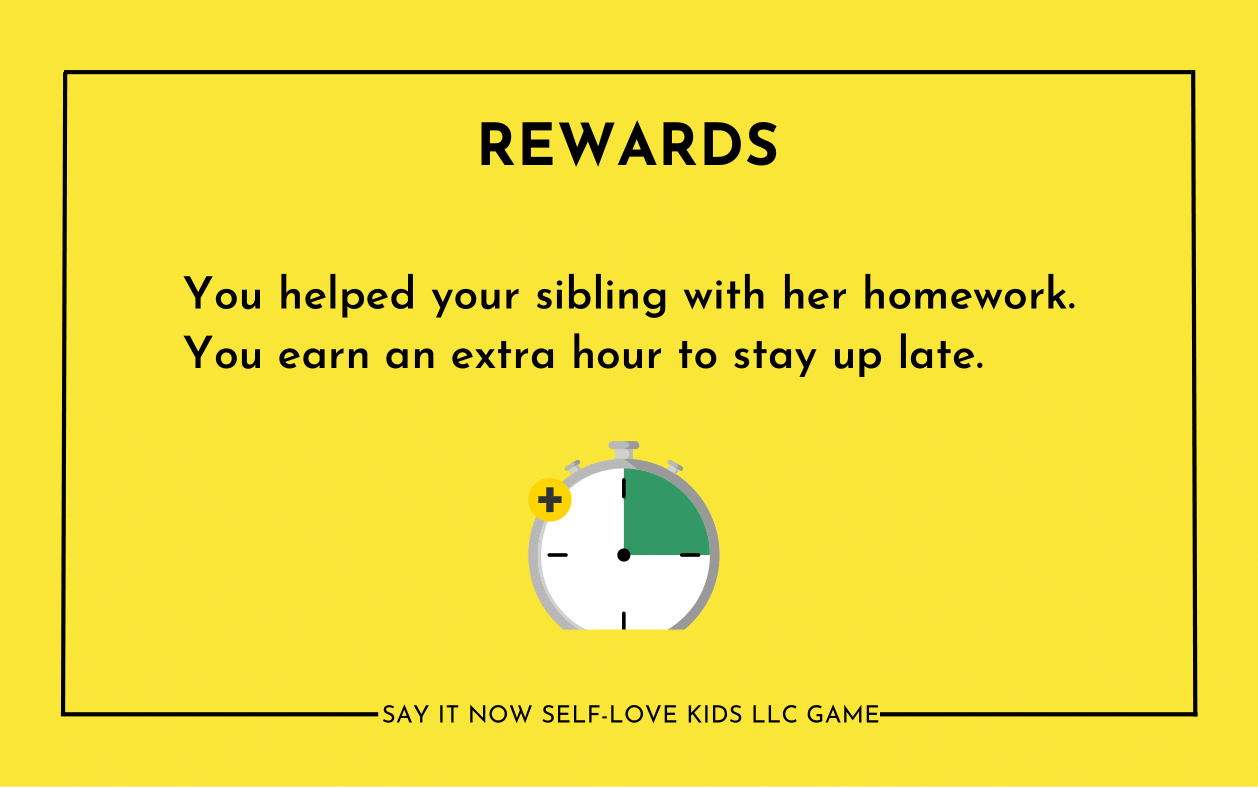 REWARDS
You helped your sibling with her homework.
You earn an extra hour to stay up late.
SAY IT NOW SELF-LOVE KIDS LLC GAME